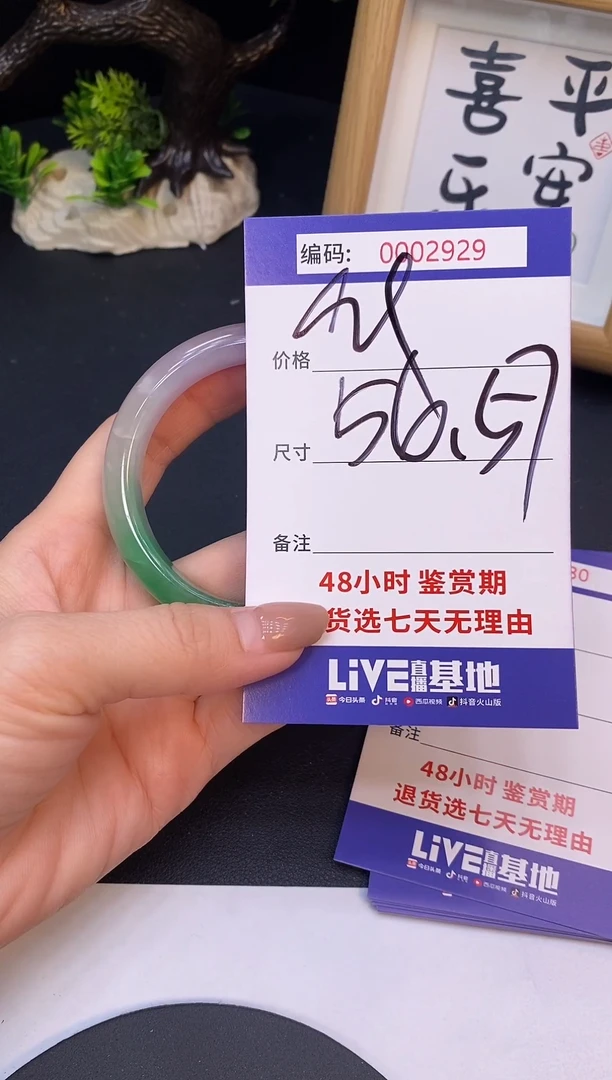 喜 平
乐 安
编码: 0002929
价格
尺寸 56.5
备注
48小时 鉴赏期
货选七天无理由
LiVE直播基地
今日头条 抖音 西瓜视频 抖音火山版
30
备注
48小时 鉴赏期
退货选七天无理由
LiVE直播基地
今日头条 抖音 西瓜视频 抖音火山版